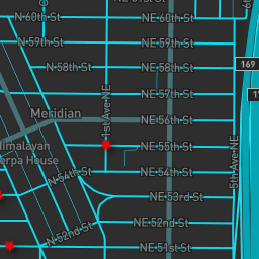 N 60th St
NE 60th St
N 59th St
NE 59th St
N 58th St
NE 58th St
169
NE 57th St
Meridian
1st Ave NE
NE 56th St
Himalayan
erpa House
NE 55th St
5th Ave NE
N 54th St
NE 54th St
NE 53rd St
N 52nd St
NE 52nd St
NE 51st St